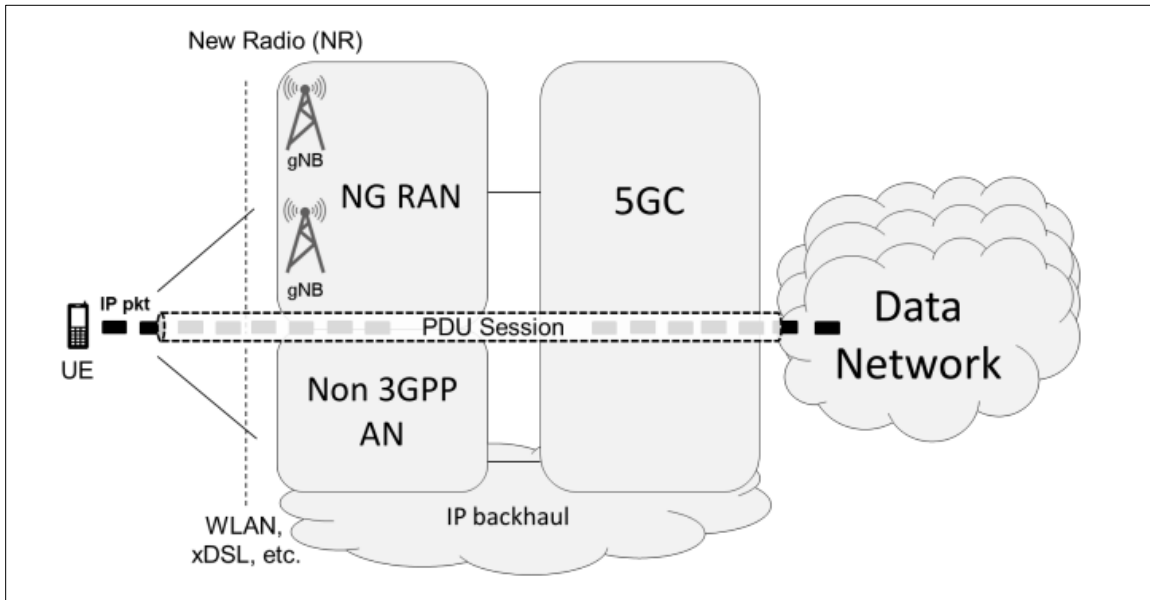 New Radio (NR)
gNB
NG RAN
5GC
gNB
IP pkt
PDU Session
UE
Data
Network
Non 3GPP
AN
WLAN,
xDSL, etc.
IP backhaul